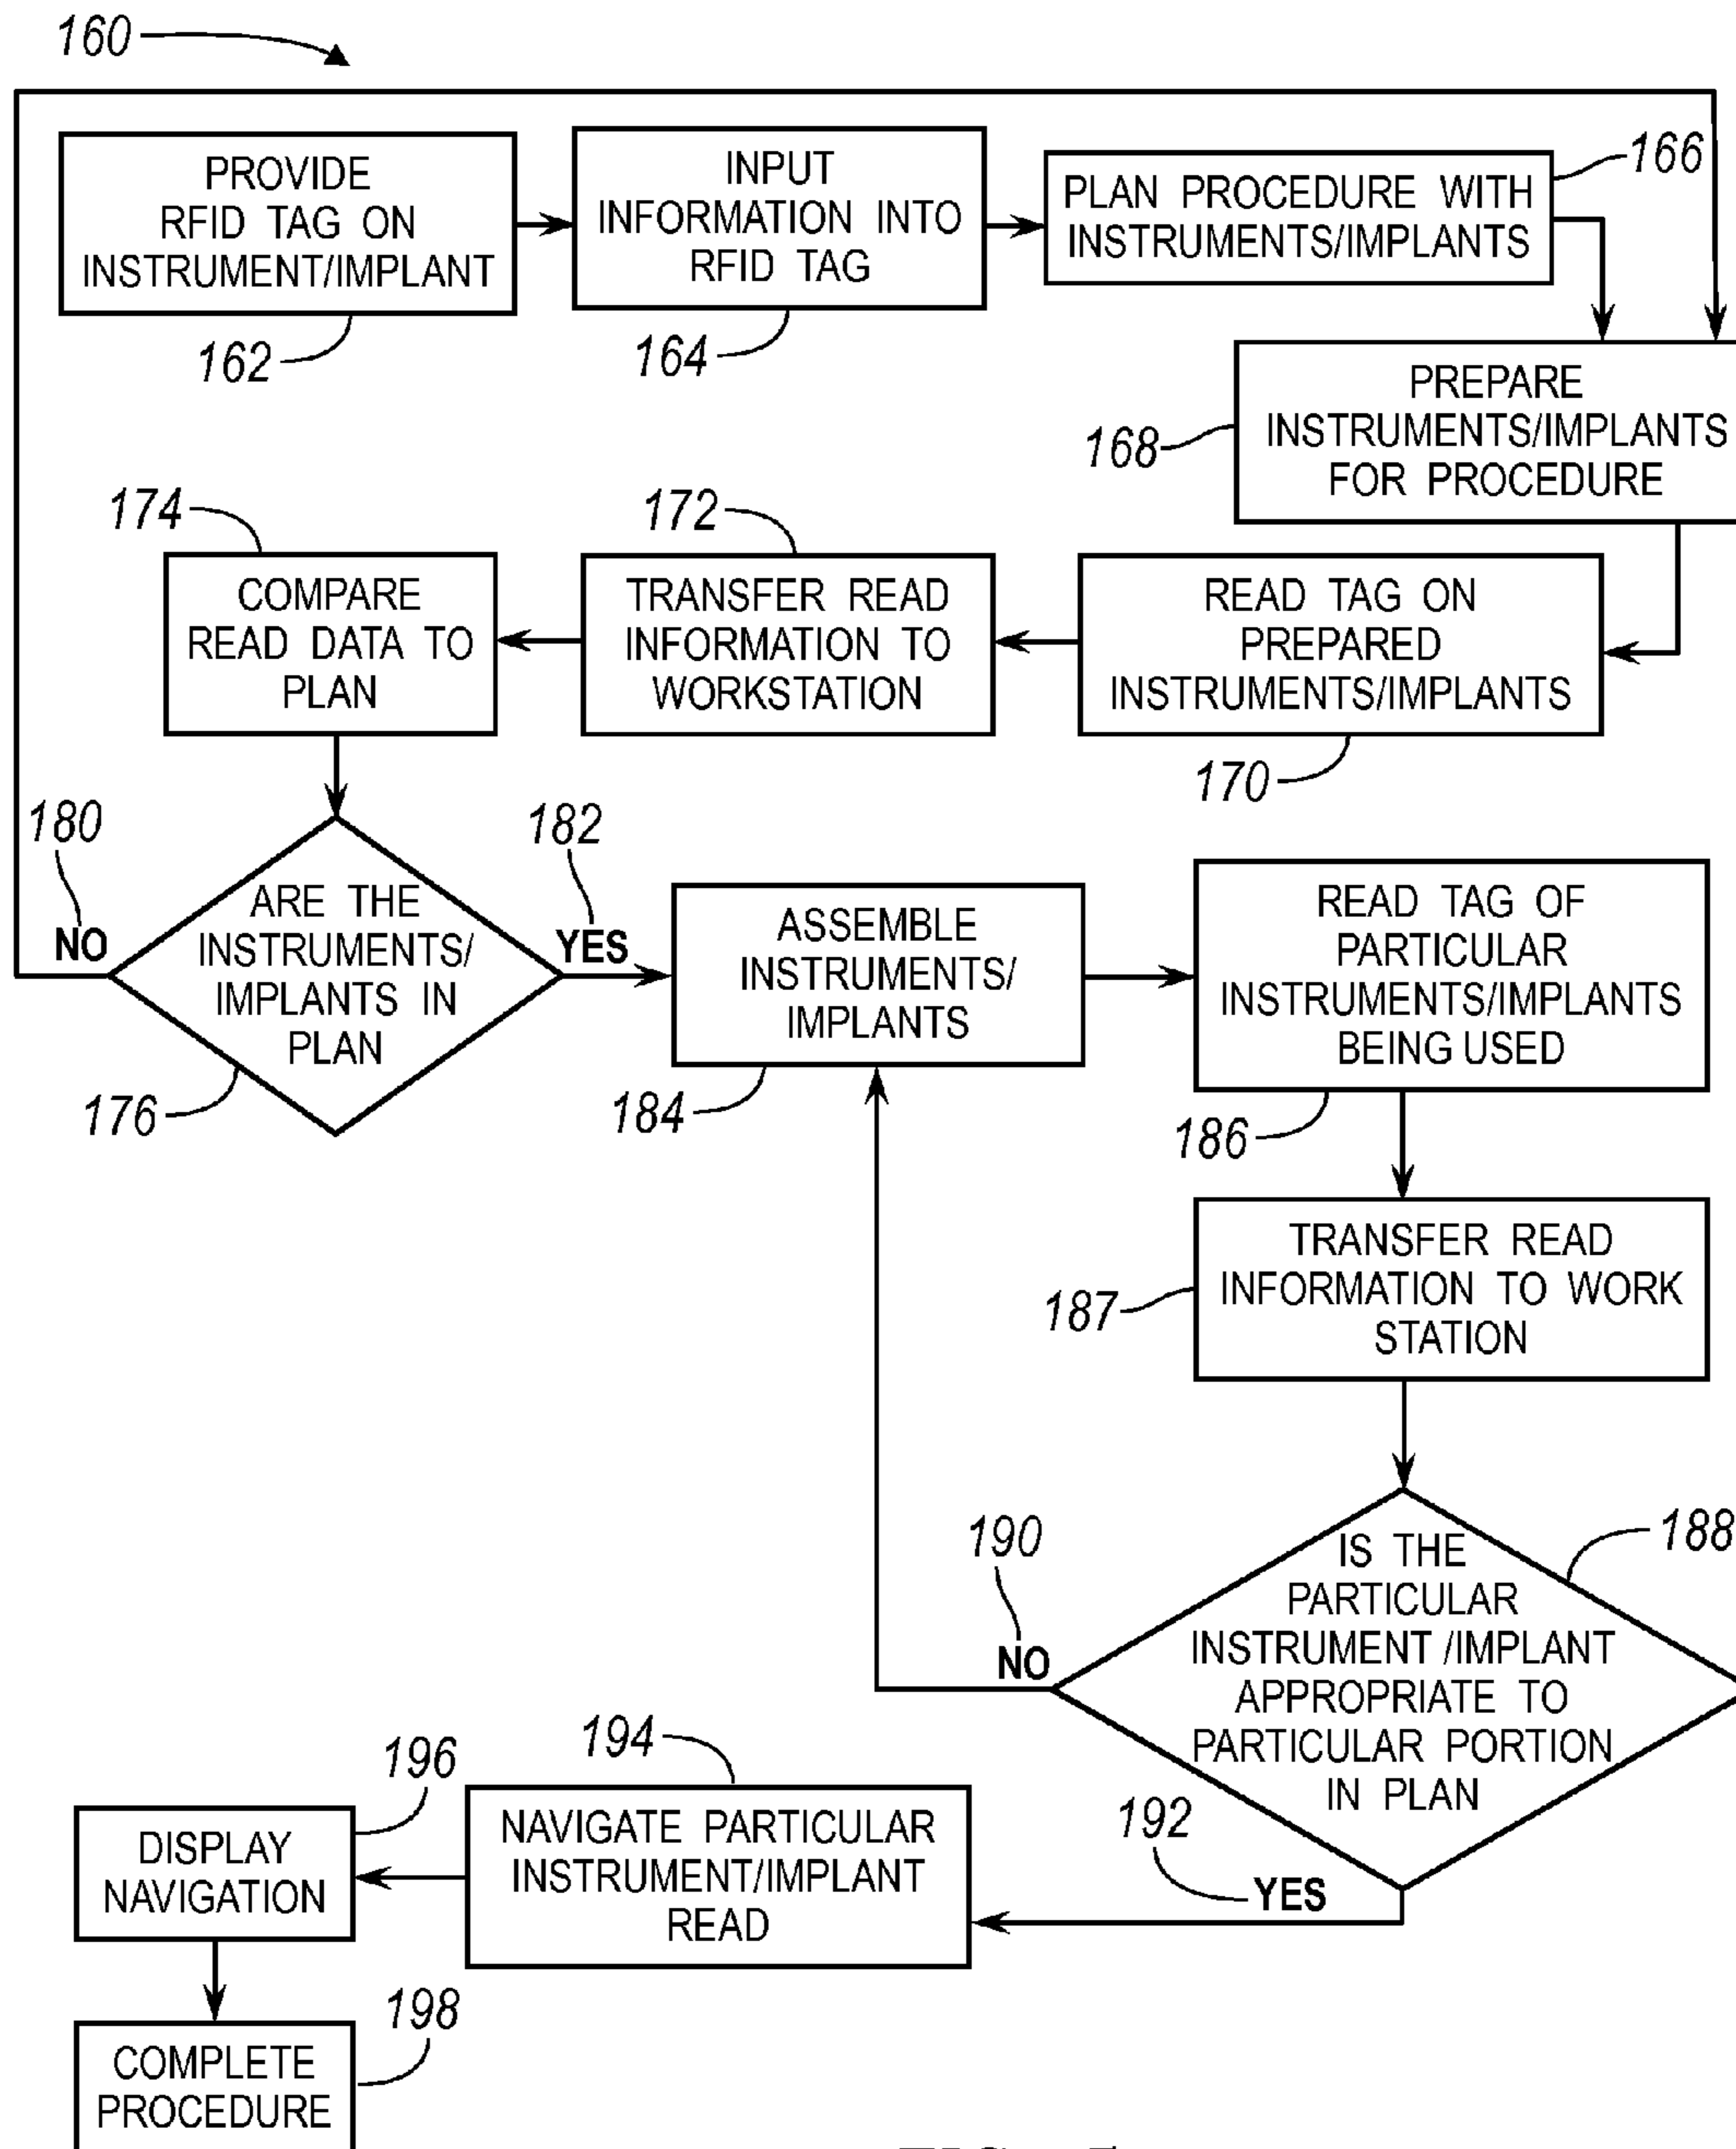 160
PROVIDE
RFID TAG ON
INSTRUMENT/IMPLANT
162
INPUT
INFORMATION INTO
RFID TAG
164
PLAN PROCEDURE WITH
INSTRUMENTS/IMPLANTS
166
PREPARE
INSTRUMENTS/IMPLANTS
FOR PROCEDURE
168
READ TAG ON
PREPARED
INSTRUMENTS/IMPLANTS
170
172
TRANSFER READ
INFORMATION TO
WORKSTATION
174
COMPARE
READ DATA TO
PLAN
180
NO
ARE THE
INSTRUMENTS/
IMPLANTS IN
PLAN
176
182
YES
ASSEMBLE
INSTRUMENTS/
IMPLANTS
184
READ TAG OF
PARTICULAR
INSTRUMENTS/IMPLANTS
BEING USED
186
TRANSFER READ
INFORMATION TO WORK
STATION
187
188
IS THE
PARTICULAR
INSTRUMENT /IMPLANT
APPROPRIATE TO
PARTICULAR PORTION
IN PLAN
190
NO
192
YES
194
NAVIGATE PARTICULAR
INSTRUMENT/IMPLANT
READ
196
DISPLAY
NAVIGATION
198
COMPLETE
PROCEDURE